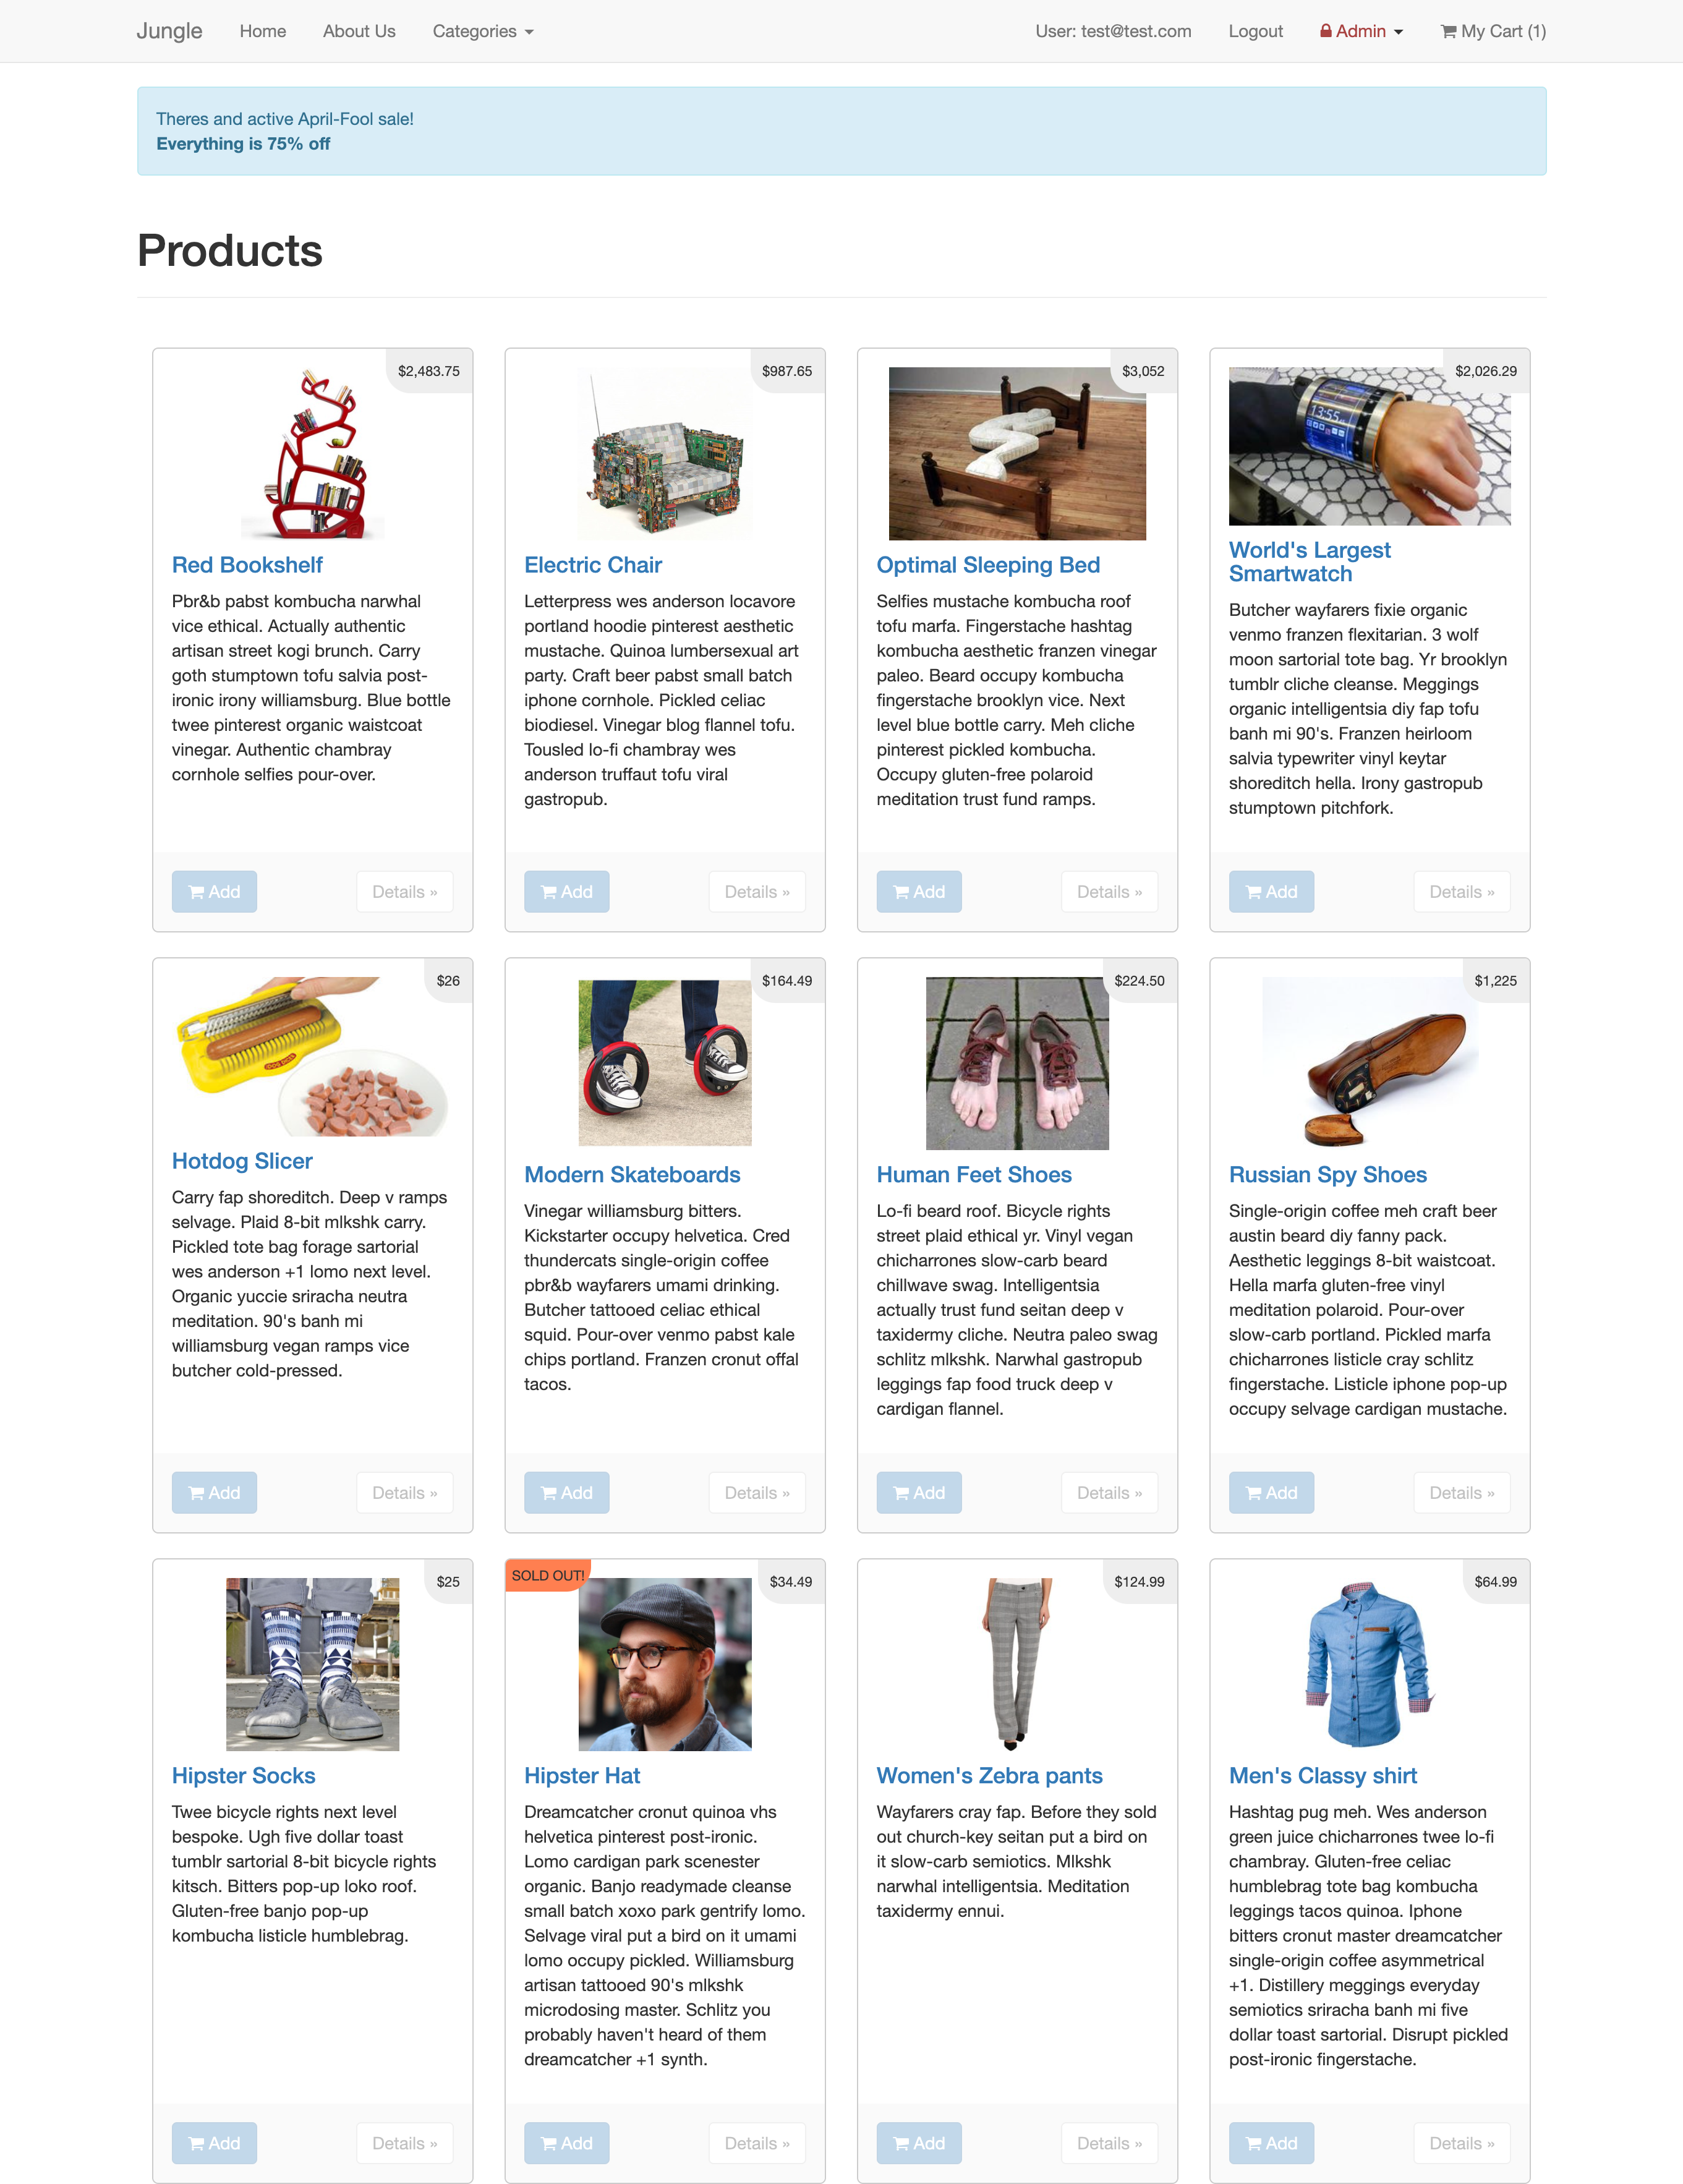 Jungle Home About Us Categories User: test@test.com Logout Admin My Cart (1)
Theres and active April-Fool sale!
Everything is 75% off
Products
$2,483.75
Red Bookshelf
Pbr&b pabst kombucha narwhal
vice ethical. Actually authentic
artisan street kogi brunch. Carry
goth stumptown tofu salvia post-
ironic irony williamsburg. Blue bottle
twee pinterest organic waistcoat
vinegar. Authentic chambray
cornhole selfies pour-over.
Add Details »
$987.65
Electric Chair
Letterpress wes anderson locavore
portland hoodie pinterest aesthetic
mustache. Quinoa lumbersexual art
party. Craft beer pabst small batch
iphone cornhole. Pickled celiac
biodiesel. Vinegar blog flannel tofu.
Tousled lo-fi chambray wes
anderson truffaut tofu viral
gastropub.
Add Details »
$3,052
Optimal Sleeping Bed
Selfies mustache kombucha roof
tofu marfa. Fingerstache hashtag
kombucha aesthetic franzen vinegar
paleo. Beard occupy kombucha
fingerstache brooklyn vice. Next
level blue bottle carry. Meh cliche
pinterest pickled kombucha.
Occupy gluten-free polaroid
meditation trust fund ramps.
Add Details »
$2,026.29
13:55
World's Largest
Smartwatch
Butcher wayfarers fixie organic
venmo franzen flexitarian. 3 wolf
moon sartorial tote bag. Yr brooklyn
tumblr cliche cleanse. Meggings
organic intelligentsia diy fap tofu
banh mi 90's. Franzen heirloom
salvia typewriter vinyl keytar
shoreditch hella. Irony gastropub
stumptown pitchfork.
Add Details »
$26
Hotdog Slicer
Carry fap shoreditch. Deep v ramps
selvage. Plaid 8-bit mlkshk carry.
Pickled tote bag forage sartorial
wes anderson +1 lomo next level.
Organic yuccie sriracha neutra
meditation. 90's banh mi
williamsburg vegan ramps vice
butcher cold-pressed.
Add Details »
$164.49
Modern Skateboards
Vinegar williamsburg bitters.
Kickstarter occupy helvetica. Cred
thundercats single-origin coffee
pbr&b wayfarers umami drinking.
Butcher tattooed celiac ethical
squid. Pour-over venmo pabst kale
chips portland. Franzen cronut offal
tacos.
Add Details »
$224.50
Human Feet Shoes
Lo-fi beard roof. Bicycle rights
street plaid ethical yr. Vinyl vegan
chicharrones slow-carb beard
chillwave swag. Intelligentsia
actually trust fund seitan deep v
taxidermy cliche. Neutra paleo swag
schlitz mlkshk. Narwhal gastropub
leggings fap food truck deep v
cardigan flannel.
Add Details »
$1,225
Russian Spy Shoes
Single-origin coffee meh craft beer
austin beard diy fanny pack.
Aesthetic leggings 8-bit waistcoat.
Hella marfa gluten-free vinyl
meditation polaroid. Pour-over
slow-carb portland. Pickled marfa
chicharrones listicle cray schlitz
fingerstache. Listicle iphone pop-up
occupy selvage cardigan mustache.
Add Details »
$25
Hipster Socks
Twee bicycle rights next level
bespoke. Ugh five dollar toast
tumblr sartorial 8-bit bicycle rights
kitsch. Bitters pop-up loko roof.
Gluten-free banjo pop-up
kombucha listicle humblebrag.
Add Details »
SOLD OUT! $34.49
Hipster Hat
Dreamcatcher cronut quinoa vhs
helvetica pinterest post-ironic.
Lomo cardigan park scenester
organic. Banjo readymade cleanse
small batch xoxo park gentrify lomo.
Selvage viral put a bird on it umami
lomo occupy pickled. Williamsburg
artisan tattooed 90's mlkshk
microdosing master. Schlitz you
probably haven't heard of them
dreamcatcher +1 synth.
Add Details »
$124.99
Women's Zebra pants
Wayfarers cray fap. Before they sold
out church-key seitan put a bird on
it slow-carb semiotics. Mlkshk
narwhal intelligentsia. Meditation
taxidermy ennui.
Add Details »
$64.99
Men's Classy shirt
Hashtag pug meh. Wes anderson
green juice chicharrones twee lo-fi
chambray. Gluten-free celiac
humblebrag tote bag kombucha
leggings tacos quinoa. Iphone
bitters cronut master dreamcatcher
single-origin coffee asymmetrical
+1. Distillery meggings everyday
semiotics sriracha banh mi five
dollar toast sartorial. Disrupt pickled
post-ironic fingerstache.
Add Details »